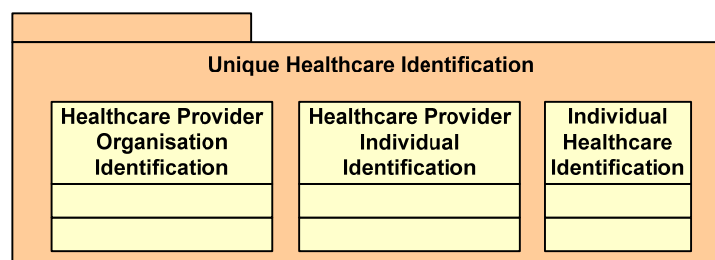 Unique Healthcare Identification
Healthcare Provider
Organisation
Identification
Healthcare Provider
Individual
Identification
Individual
Healthcare
Identification